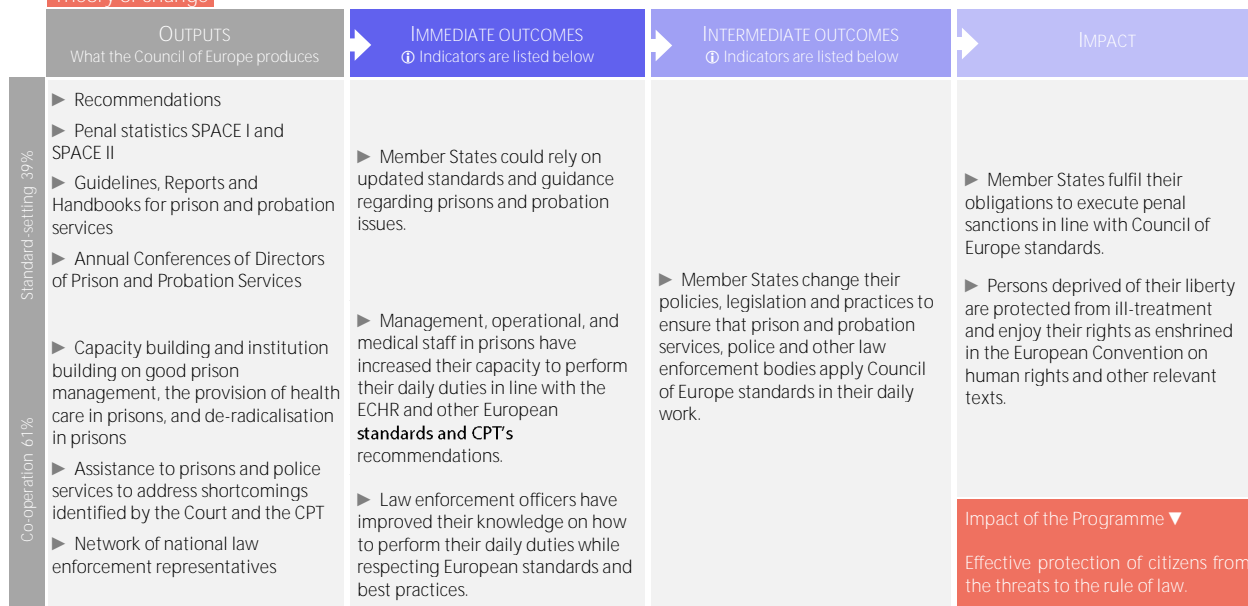 Theory of change
OUTPUTS
What the Council of Europe produces
IMMEDIATE OUTCOMES
🛈 Indicators are listed below
INTERMEDIATE OUTCOMES
🛈 Indicators are listed below
IMPACT
Standard-setting 39%
Co-operation 61%
► Recommendations
► Penal statistics SPACE I and
SPACE II
► Guidelines, Reports and
Handbooks for prison and probation
services
► Annual Conferences of Directors
of Prison and Probation Services
► Capacity building and institution
building on good prison
management, the provision of health
care in prisons, and de-radicalisation
in prisons
► Assistance to prisons and police
services to address shortcomings
identified by the Court and the CPT
► Network of national law
enforcement representatives
► Member States could rely on
updated standards and guidance
regarding prisons and probation
issues.
► Management, operational, and
medical staff in prisons have
increased their capacity to perform
their daily duties in line with the
ECHR and other European
standards and CPT's
recommendations.
► Law enforcement officers have
improved their knowledge on how
to perform their daily duties while
respecting European standards and
best practices.
► Member States change their
policies, legislation and practices to
ensure that prison and probation
services, police and other law
enforcement bodies apply Council
of Europe standards in their daily
work.
► Member States fulfil their
obligations to execute penal
sanctions in line with Council of
Europe standards.
► Persons deprived of their liberty
are protected from ill-treatment
and enjoy their rights as enshrined
in the European Convention on
human rights and other relevant
texts.
Impact of the Programme ▼
Effective protection of citizens from
the threats to the rule of law.